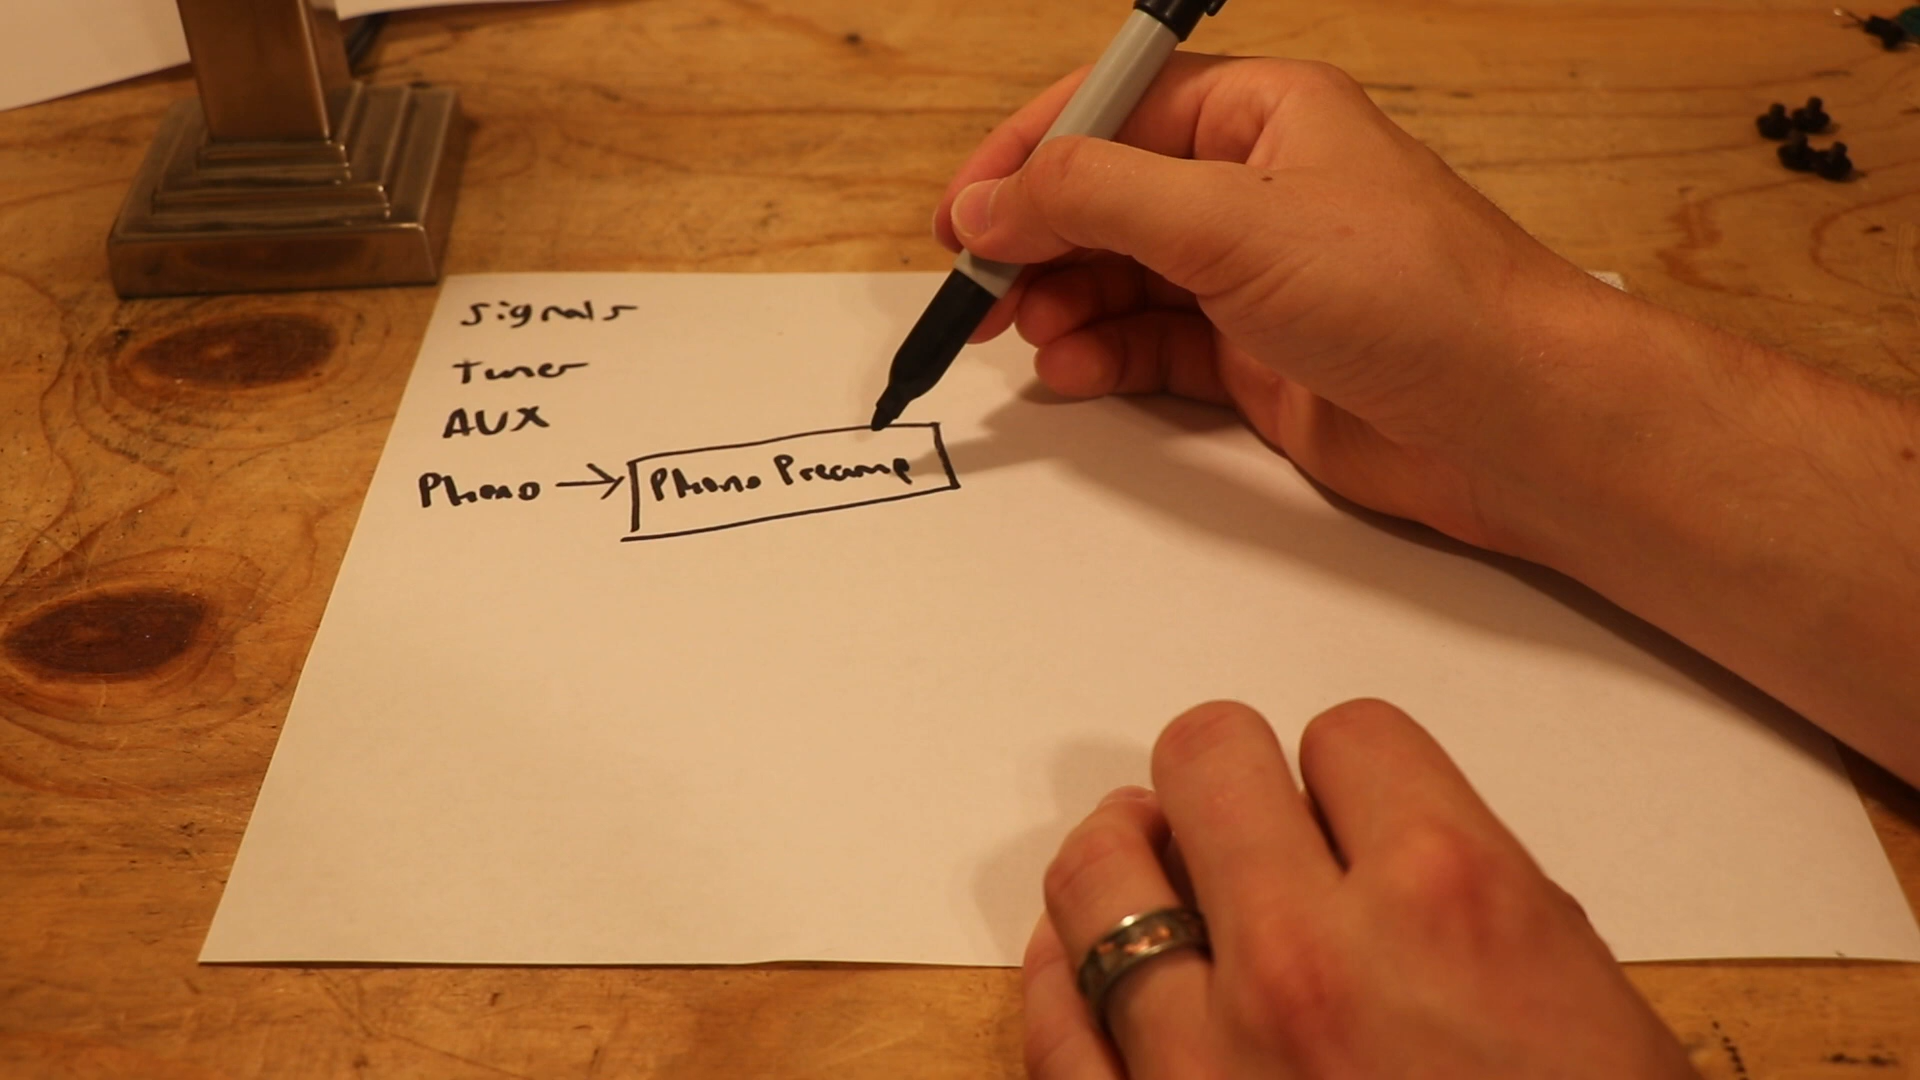 Signals
Tuner
AUX
Phono → Phono Preamp